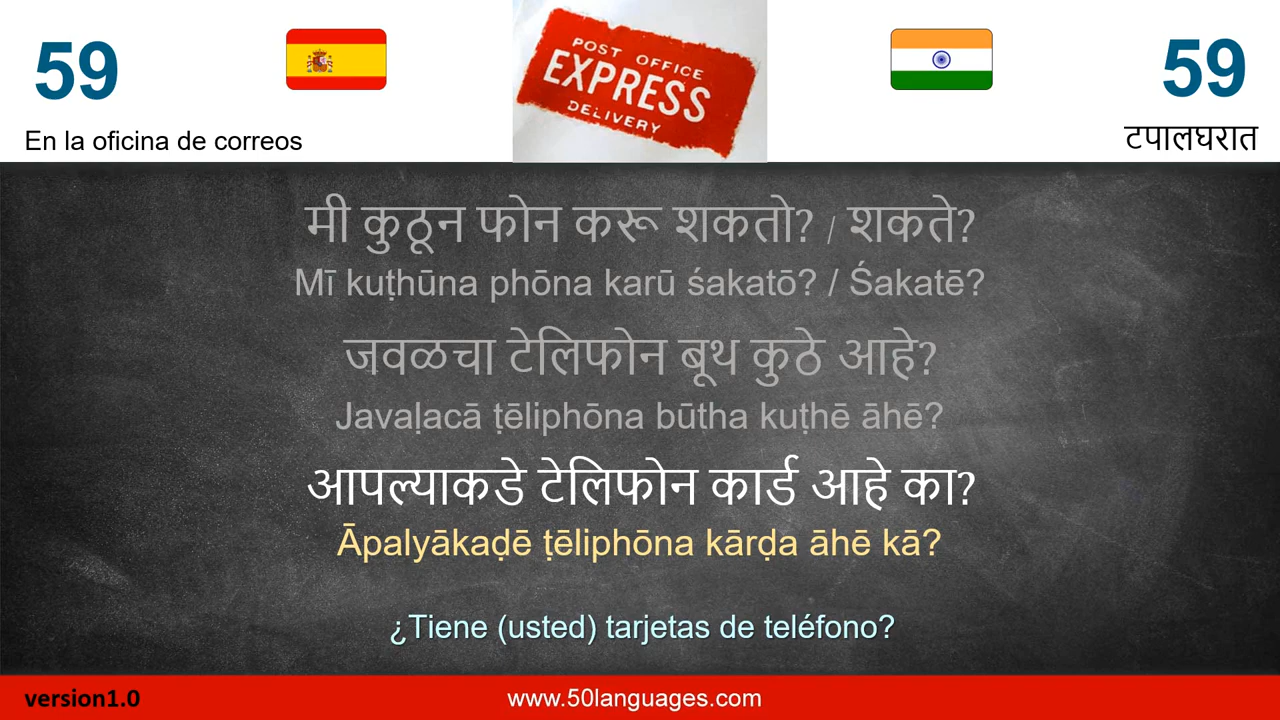 59
59
En la oficina de correos
टपालघरात
POST OFFICE
EXPRESS
DELIVERY
मी कुठून फोन करू शकतो? / शकते?
Mī kuṭhūna phōna karū śakatō? / Śakatē?
जवळचा टेलिफोन बूथ कुठे आहे?
Javaḷacā ṭēliphōna būtha kuṭhē āhē?
आपल्याकडे टेलिफोन कार्ड आहे का?
Āpalyākaḍē ṭēliphōna kārḍa āhē kā?
¿Tiene (usted) tarjetas de teléfono?
version1.0
www.50languages.com